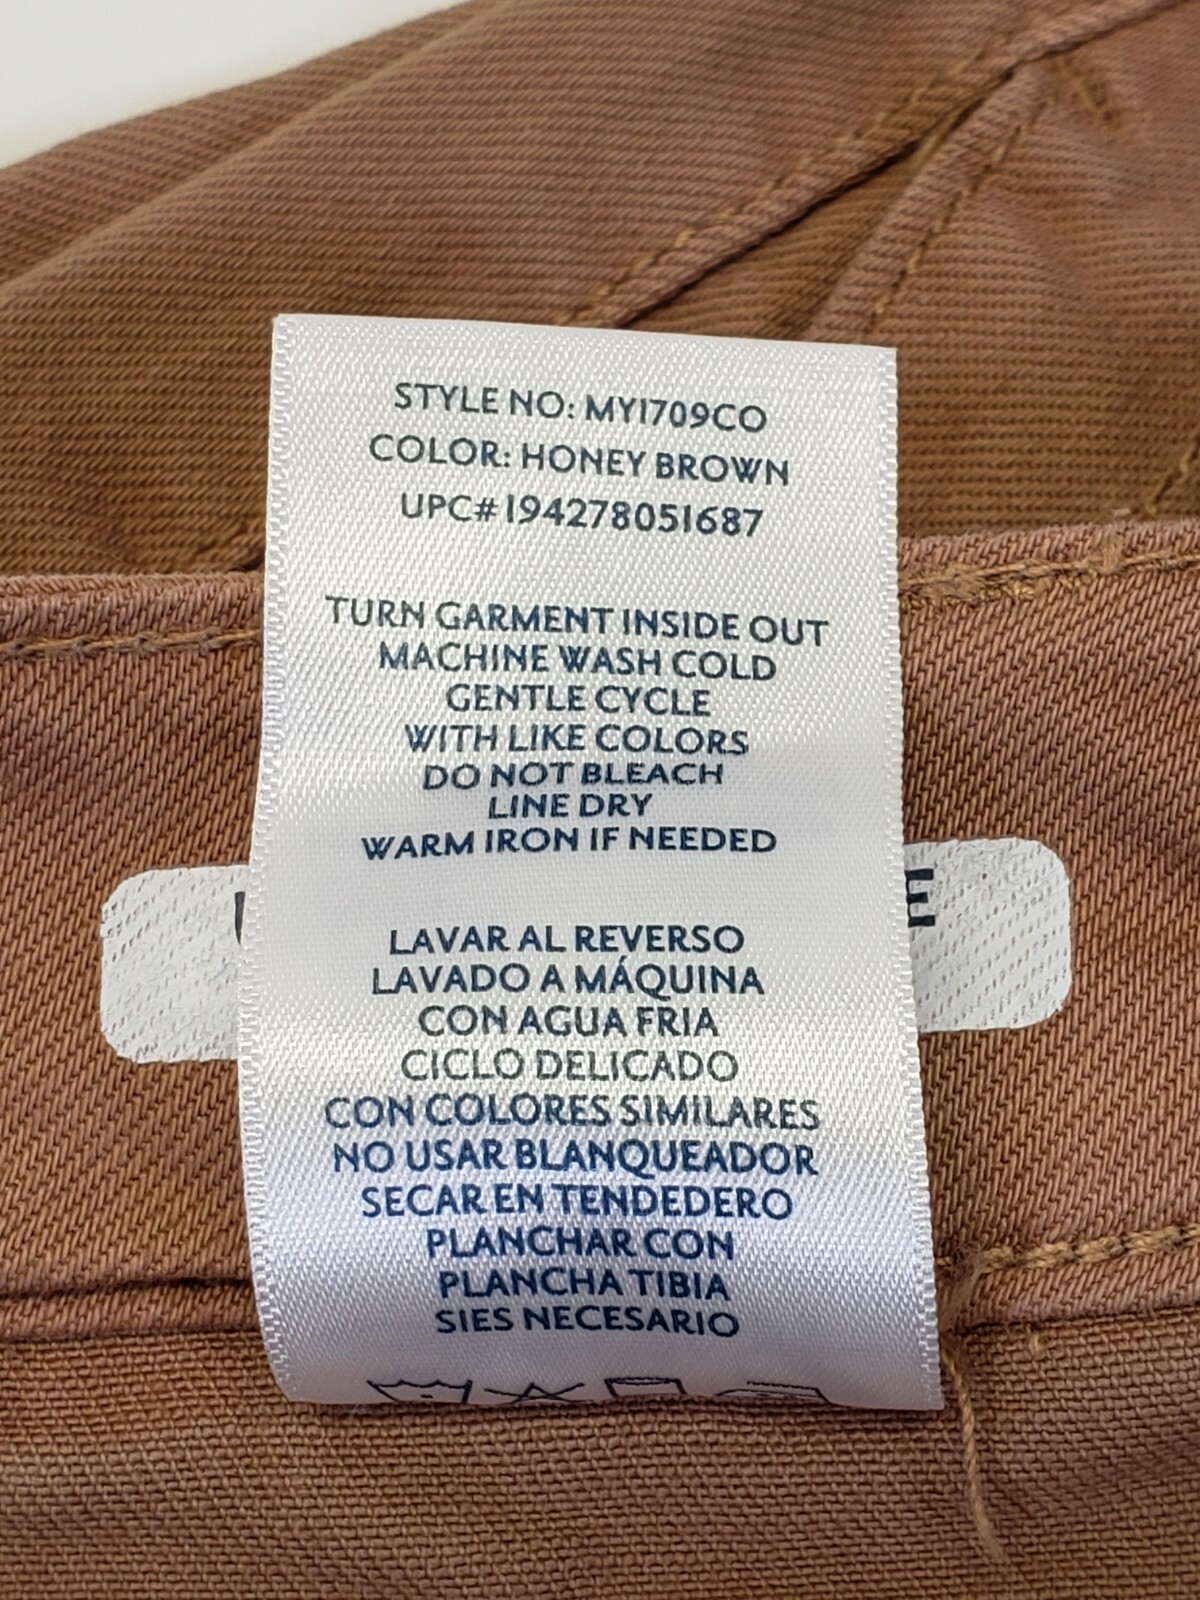 STYLE NO: MY1709CO
COLOR: HONEY BROWN
UPC# 194278051687
TURN GARMENT INSIDE OUT
MACHINE WASH COLD
GENTLE CYCLE
WITH LIKE COLORS
DO NOT BLEACH
LINE DRY
WARM IRON IF NEEDED
LAVAR AL REVERSO
LAVADO A MÁQUINA
CON AGUA FRIA
CICLO DELICADO
CON COLORES SIMILARES
NO USAR BLANQUEADOR
SECAR EN TENDEDERO
PLANCHAR CON
PLANCHA TIBIA
SIES NECESARIO